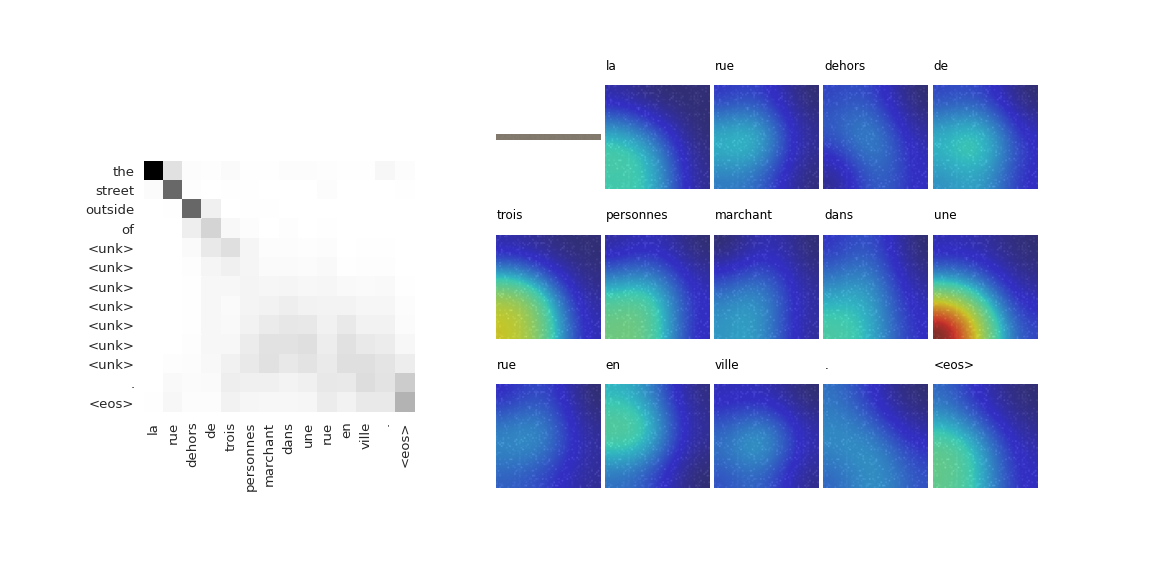 the
street
outside
of
<unk>
<unk>
<unk>
<unk>
<unk>
<unk>
<unk>
.
<eos>
la rue dehors de trois personnes marchant dans une rue en ville . <eos>
la rue dehors de
trois personnes marchant dans une
rue en ville . <eos>